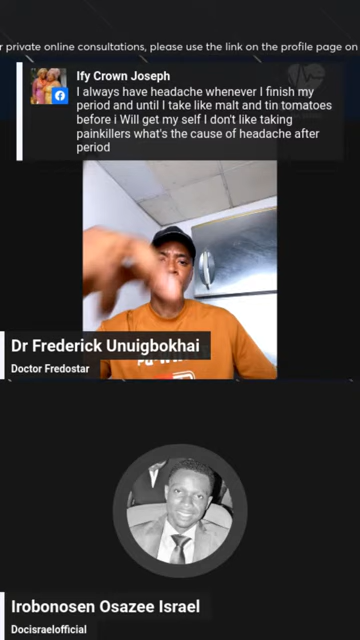 r private online consultations, please use the link on the profile page on
Ify Crown Joseph
I always have headache whenever I finish my
period and until I take like malt and tin tomatoes
before i Will get my self I don't like taking
painkillers what's the cause of headache after
period
Dr Frederick Unuigbokhai
Doctor Fredostar
Irobonosen Osazee Israel
Docisraelofficial